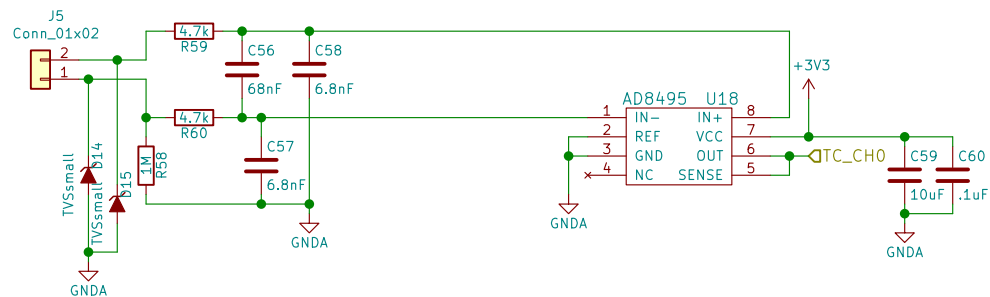 J5
Conn_01x02
2
1
4.7k
R59
C56
68nF
C58
6.8nF
4.7k
R60
1M
R58
C57
6.8nF
TVSsmall
D14
TVSsmall
D15
GNDA
GNDA
AD8495 U18
1 IN- IN+ 8
2 REF VCC 7
3 GND OUT 6
4 NC SENSE 5
GNDA
+3V3
TC_CH0
C59
10uF
C60
.1uF
GNDA